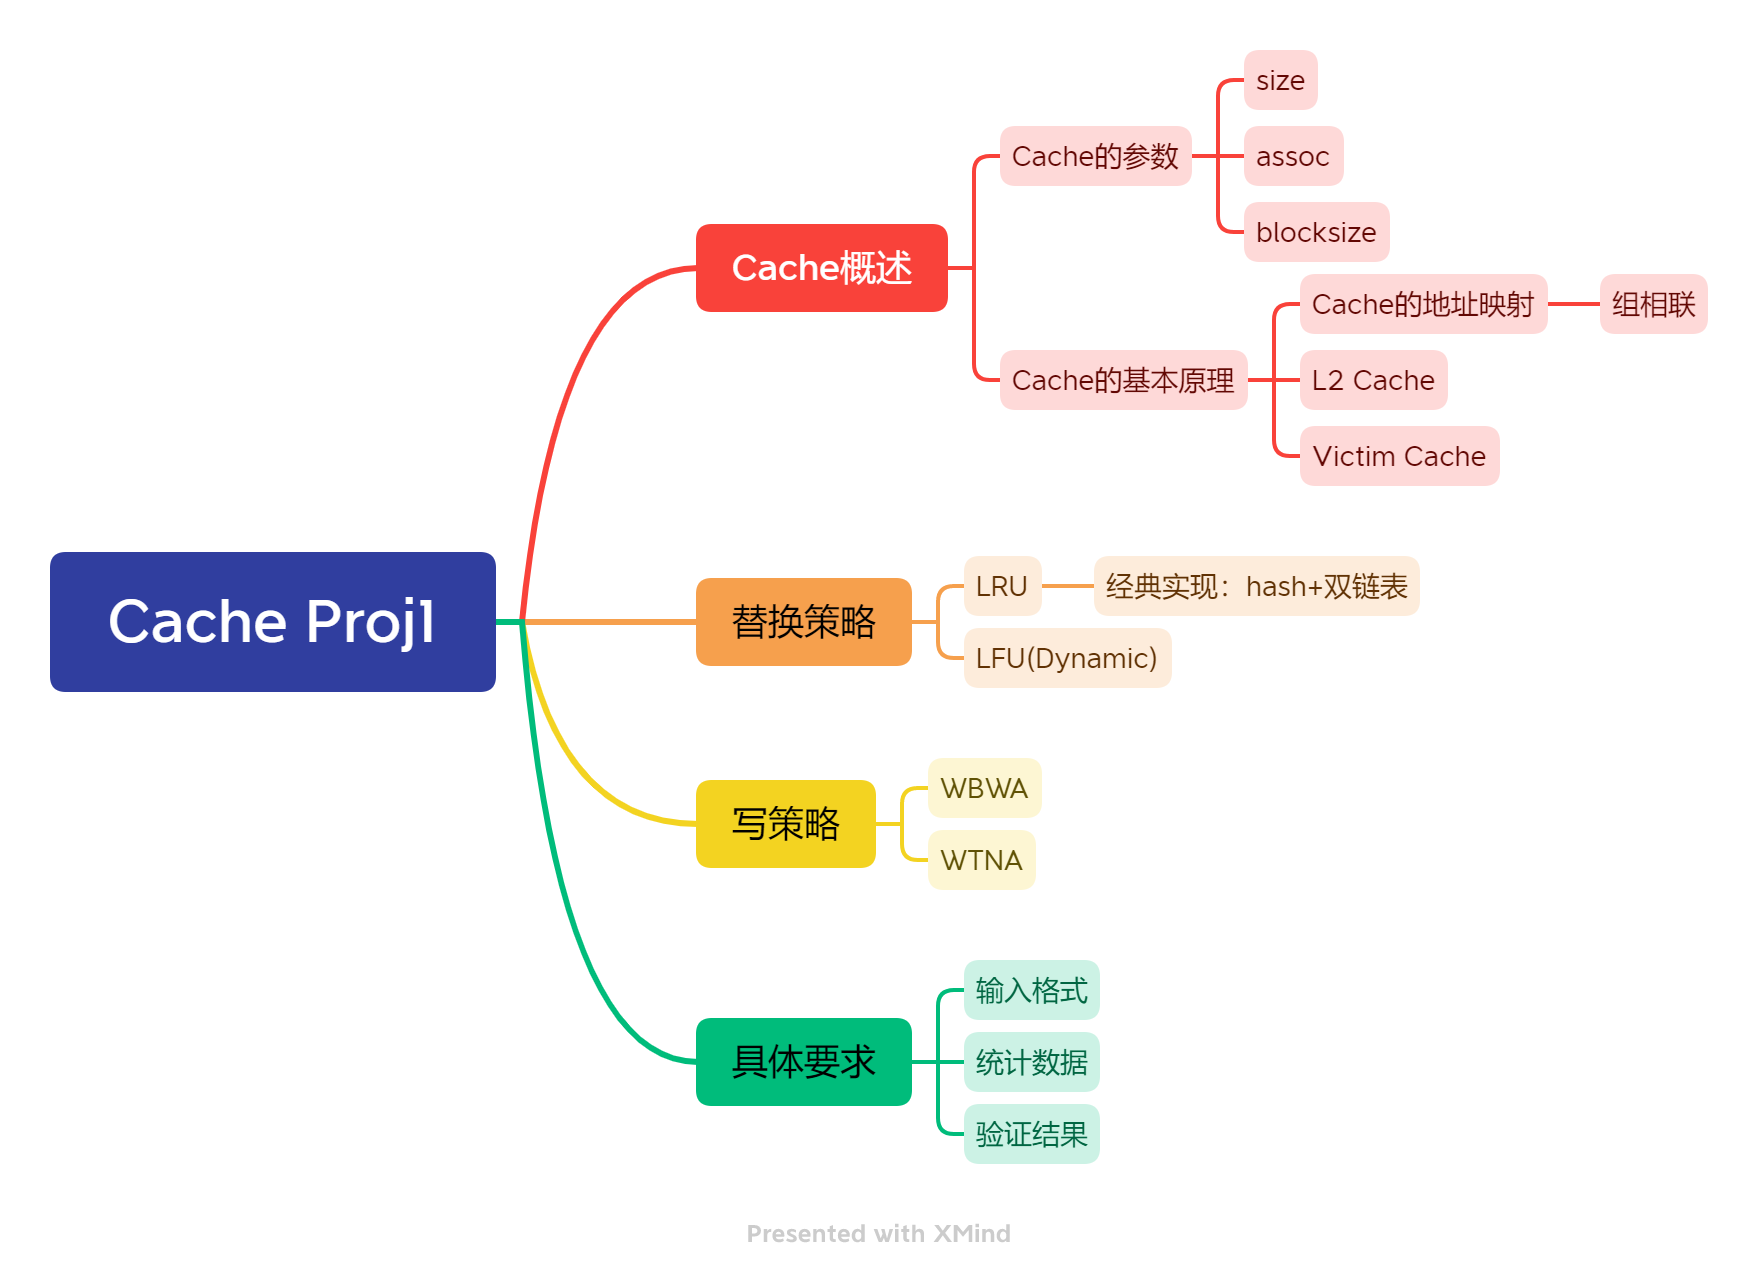 Cache Proj1
Cache概述
Cache的参数
size
assoc
blocksize
Cache的基本原理
Cache的地址映射
组相联
L2 Cache
Victim Cache
替换策略
LRU
经典实现：hash+双链表
LFU(Dynamic)
写策略
WBWA
WTNA
具体要求
输入格式
统计数据
验证结果
Presented with XMind